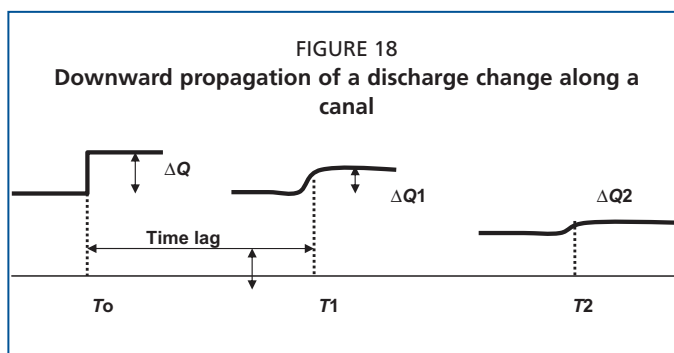 FIGURE 18
Downward propagation of a discharge change along a
canal
ΔQ
ΔQ1
ΔQ2
Time lag
To
T1
T2